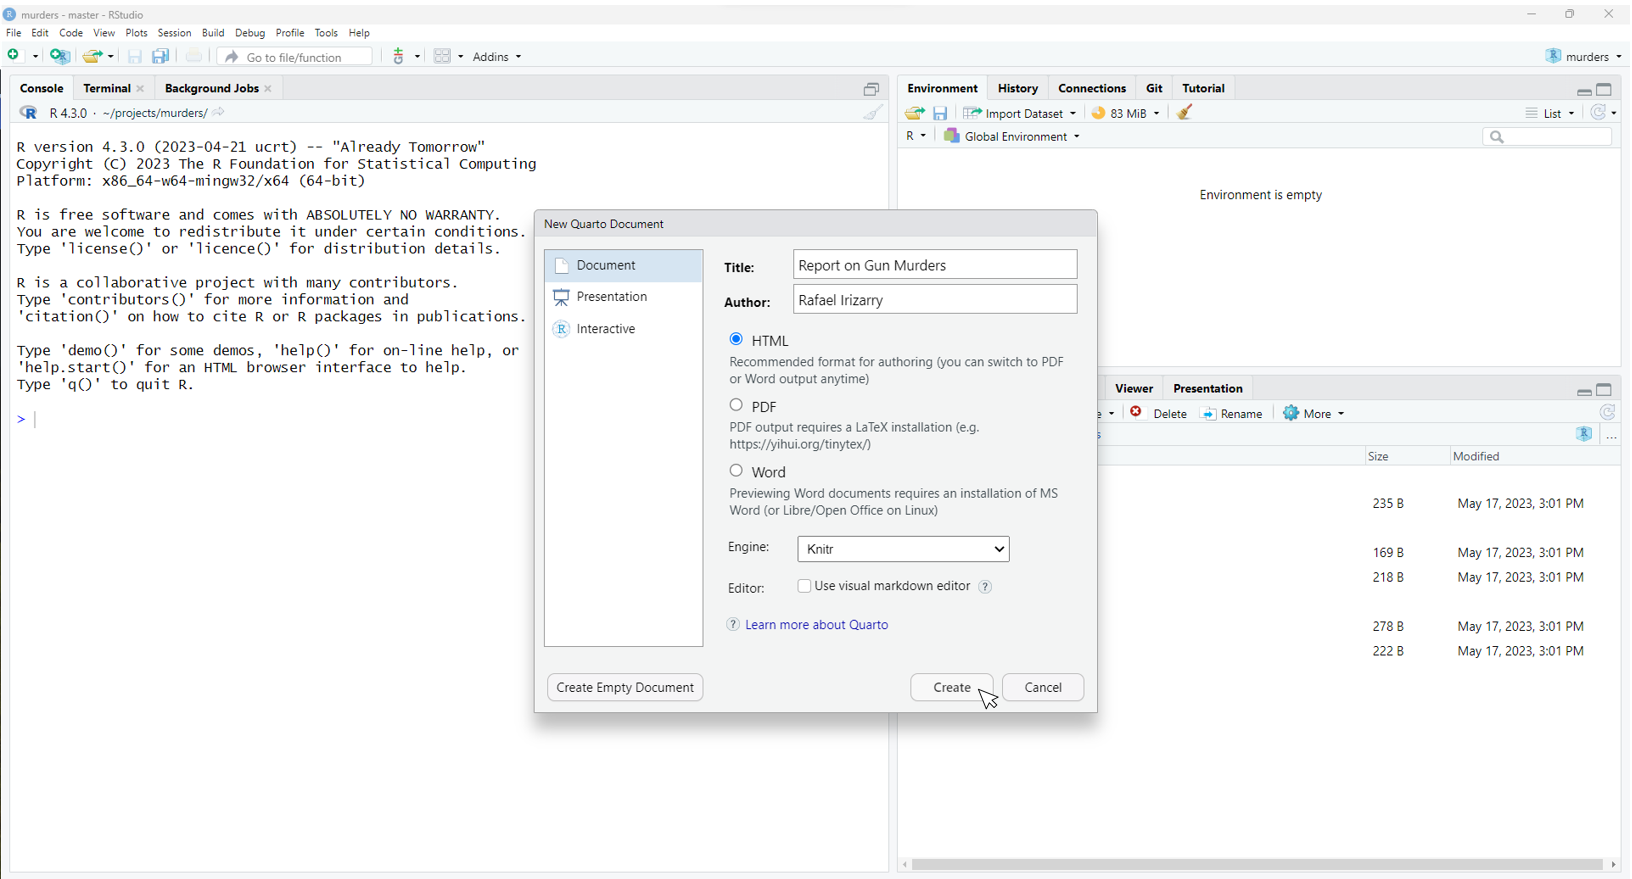 murders - master - RStudio
File Edit Code View Plots Session Build Debug Profile Tools Help
Go to file/function
Addins
murders
Console Terminal Background Jobs
R 4.3.0 · ~/projects/murders/
R version 4.3.0 (2023-04-21 ucrt) -- "Already Tomorrow"
Copyright (C) 2023 The R Foundation for Statistical Computing
Platform: x86_64-w64-mingw32/x64 (64-bit)
R is free software and comes with ABSOLUTELY NO WARRANTY.
You are welcome to redistribute it under certain conditions.
Type 'license()' or 'licence()' for distribution details.
R is a collaborative project with many contributors.
Type 'contributors()' for more information and
'citation()' on how to cite R or R packages in publications.
Type 'demo()' for some demos, 'help()' for on-line help, or
'help.start()' for an HTML browser interface to help.
Type 'q()' to quit R.
>
New Quarto Document
Document
Presentation
Interactive
Title: Report on Gun Murders
Author: Rafael Irizarry
HTML
Recommended format for authoring (you can switch to PDF
or Word output anytime)
PDF
PDF output requires a LaTeX installation (e.g.
https://yihui.org/tinytex/)
Word
Previewing Word documents requires an installation of MS
Word (or Libre/Open Office on Linux)
Engine: Knitr
Editor: Use visual markdown editor ?
? Learn more about Quarto
Create Empty Document
Create
Cancel
Environment History Connections Git Tutorial
Import Dataset 83 MiB List
R Global Environment
Environment is empty
Viewer Presentation
e Delete Rename More
s R ...
Size Modified
235 B May 17, 2023, 3:01 PM
169 B May 17, 2023, 3:01 PM
218 B May 17, 2023, 3:01 PM
278 B May 17, 2023, 3:01 PM
222 B May 17, 2023, 3:01 PM